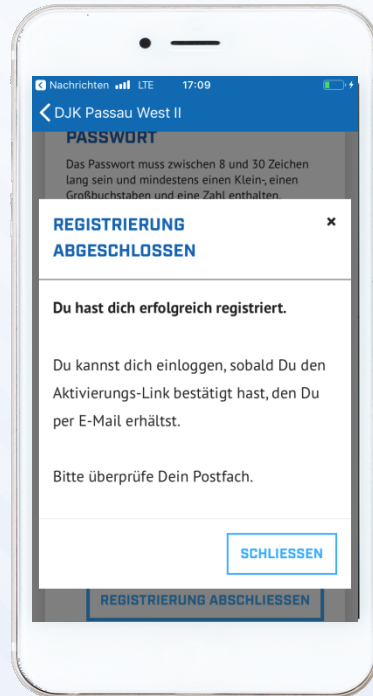 Nachrichten LTE 17:09
DJK Passau West II
PASSWORT
Das Passwort muss zwischen 8 und 30 Zeichen
lang sein und mindestens einen Klein-, einen
Großbuchstaben und eine Zahl enthalten.
REGISTRIERUNG ×
ABGESCHLOSSEN
Du hast dich erfolgreich registriert.
Du kannst dich einloggen, sobald Du den
Aktivierungs-Link bestätigt hast, den Du
per E-Mail erhältst.
Bitte überprüfe Dein Postfach.
SCHLIESSEN
REGISTRIERUNG ABSCHLIESSEN